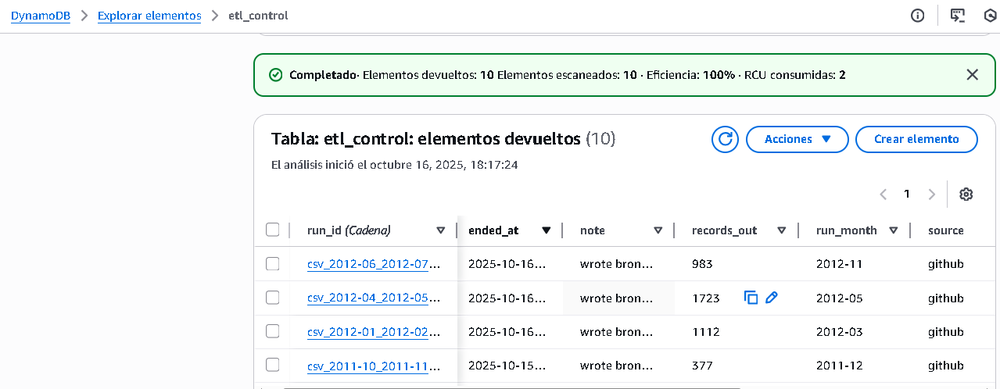 DynamoDB > Explorar elementos > etl_control
Completado· Elementos devueltos: 10 Elementos escaneados: 10 · Eficiencia: 100% · RCU consumidas: 2
Tabla: etl_control: elementos devueltos (10)
Acciones
Crear elemento
El análisis inició el octubre 16, 2025, 18:17:24
1
run_id (Cadena) ended_at note records_out run_month source
csv_2012-06_2012-07... 2025-10-16... wrote bron... 983 2012-11 github
csv_2012-04_2012-05... 2025-10-16... wrote bron... 1723 2012-05 github
csv_2012-01_2012-02... 2025-10-16... wrote bron... 1112 2012-03 github
csv_2011-10_2011-11... 2025-10-15... wrote bron... 377 2011-12 github